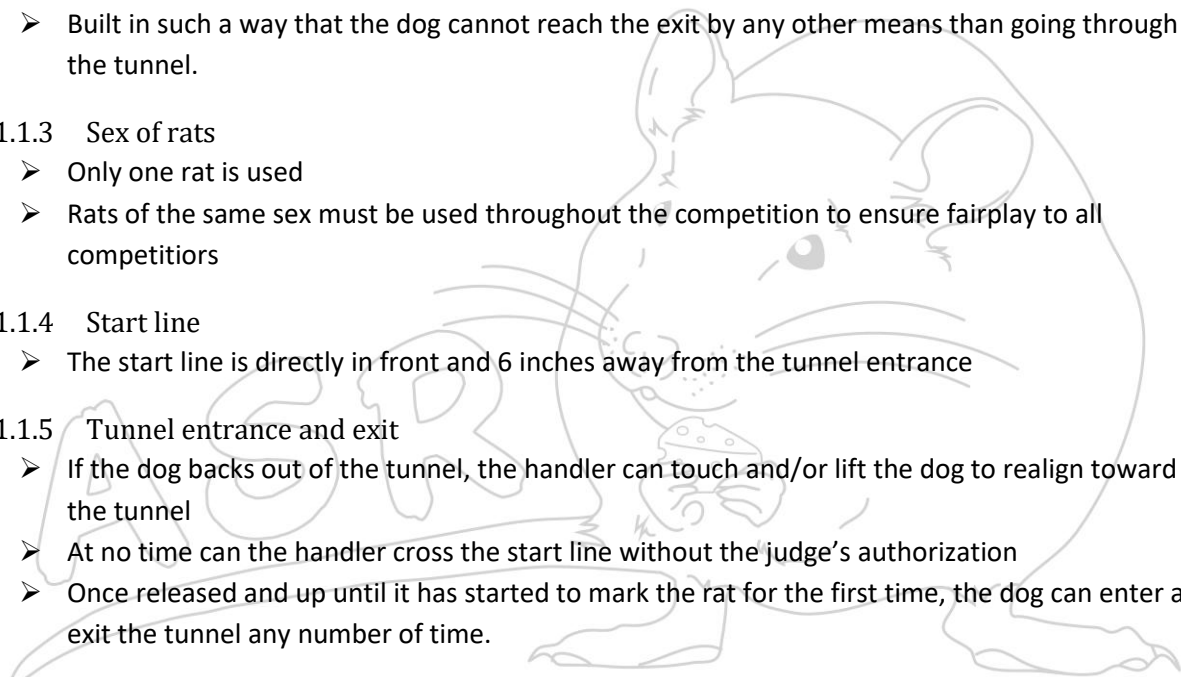 ➢ Built in such a way that the dog cannot reach the exit by any other means than going through
the tunnel.
1.1.3 Sex of rats
➢ Only one rat is used
➢ Rats of the same sex must be used throughout the competition to ensure fairplay to all
competitiors
1.1.4 Start line
➢ The start line is directly in front and 6 inches away from the tunnel entrance
1.1.5 Tunnel entrance and exit
➢ If the dog backs out of the tunnel, the handler can touch and/or lift the dog to realign toward
the tunnel
➢ At no time can the handler cross the start line without the judge’s authorization
➢ Once released and up until it has started to mark the rat for the first time, the dog can enter a
exit the tunnel any number of time.
ASR